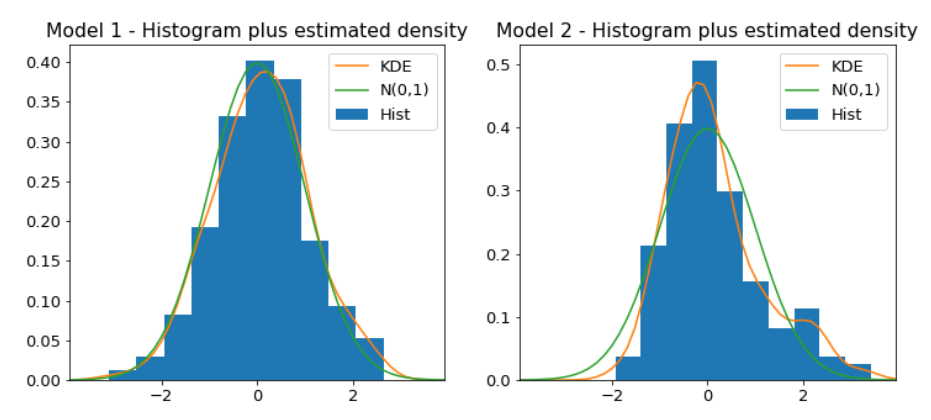 Model 1 - Histogram plus estimated density
0.40
0.35
0.30
0.25
0.20
0.15
0.10
0.05
0.00
−2
0
2
KDE
N(0,1)
Hist
Model 2 - Histogram plus estimated density
0.5
0.4
0.3
0.2
0.1
0.0
−2
0
2
KDE
N(0,1)
Hist